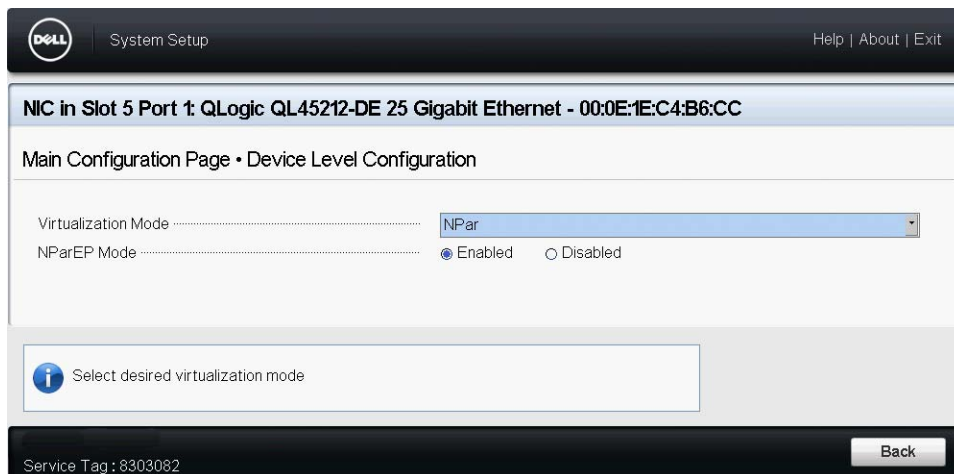 DELL
System Setup
Help | About | Exit
NIC in Slot 5 Port 1: QLogic QL45212-DE 25 Gigabit Ethernet - 00:0E:1E:C4:B6:CC
Main Configuration Page • Device Level Configuration
Virtualization Mode
NPar
NParEP Mode
Enabled
Disabled
Select desired virtualization mode
Service Tag : 8303082
Back